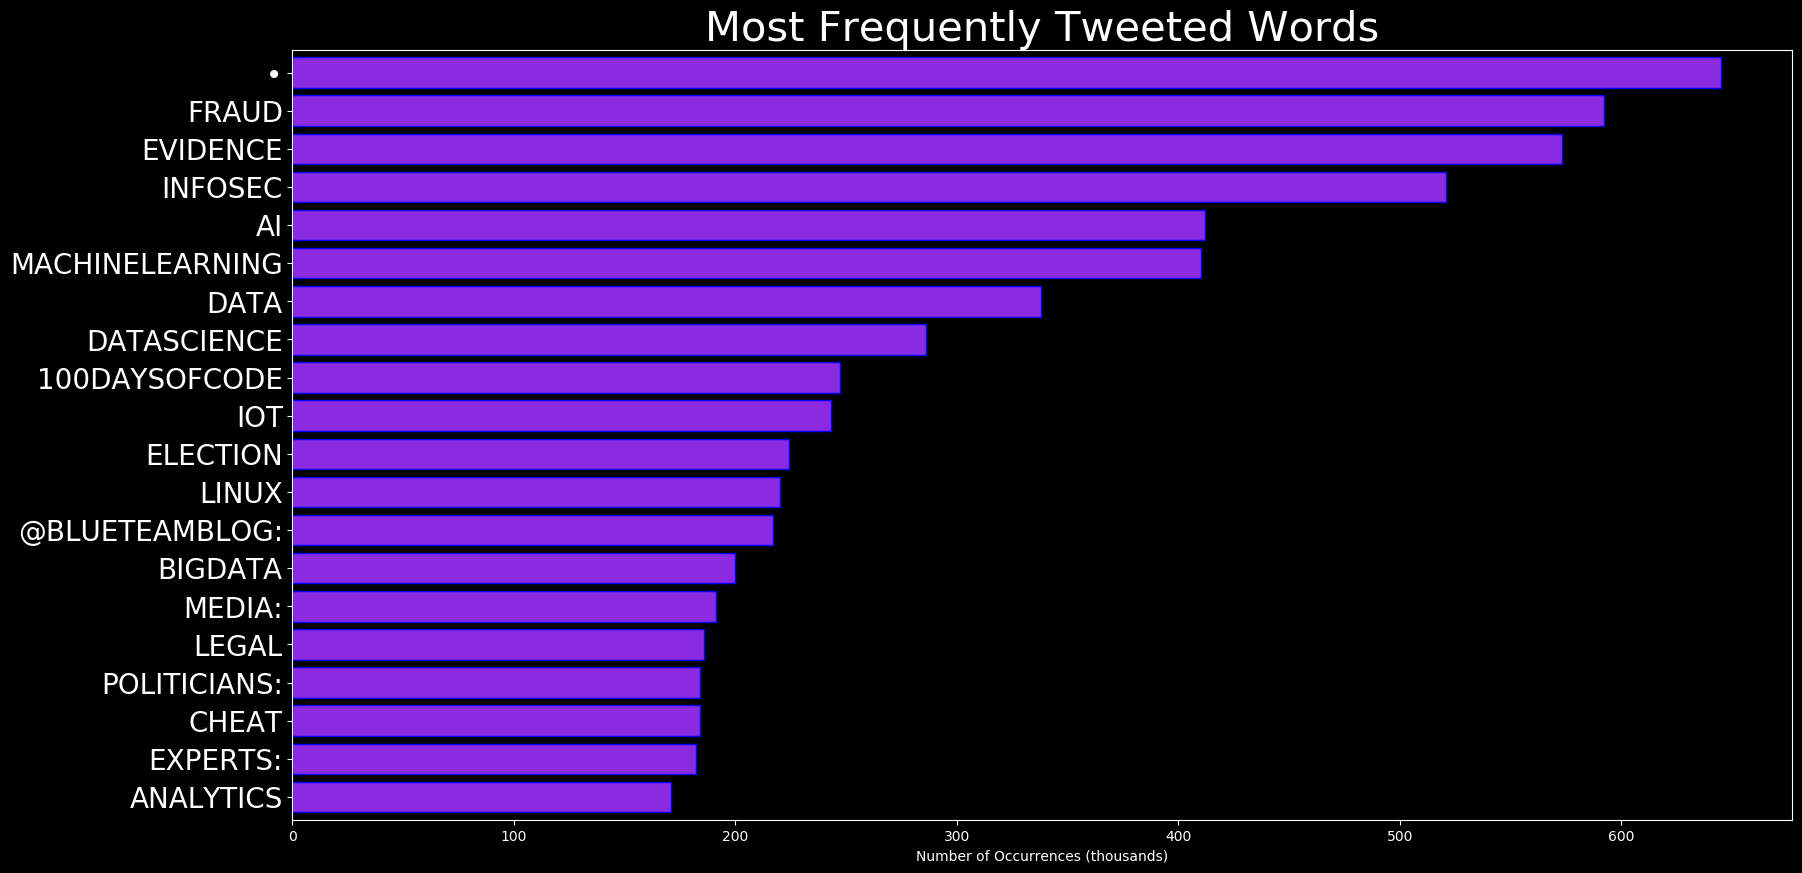 Most Frequently Tweeted Words
•
FRAUD
EVIDENCE
INFOSEC
AI
MACHINELEARNING
DATA
DATASCIENCE
100DAYSOFCODE
IOT
ELECTION
LINUX
@BLUETEAMBLOG:
BIGDATA
MEDIA:
LEGAL
POLITICIANS:
CHEAT
EXPERTS:
ANALYTICS
0 100 200 300 400 500 600
Number of Occurrences (thousands)